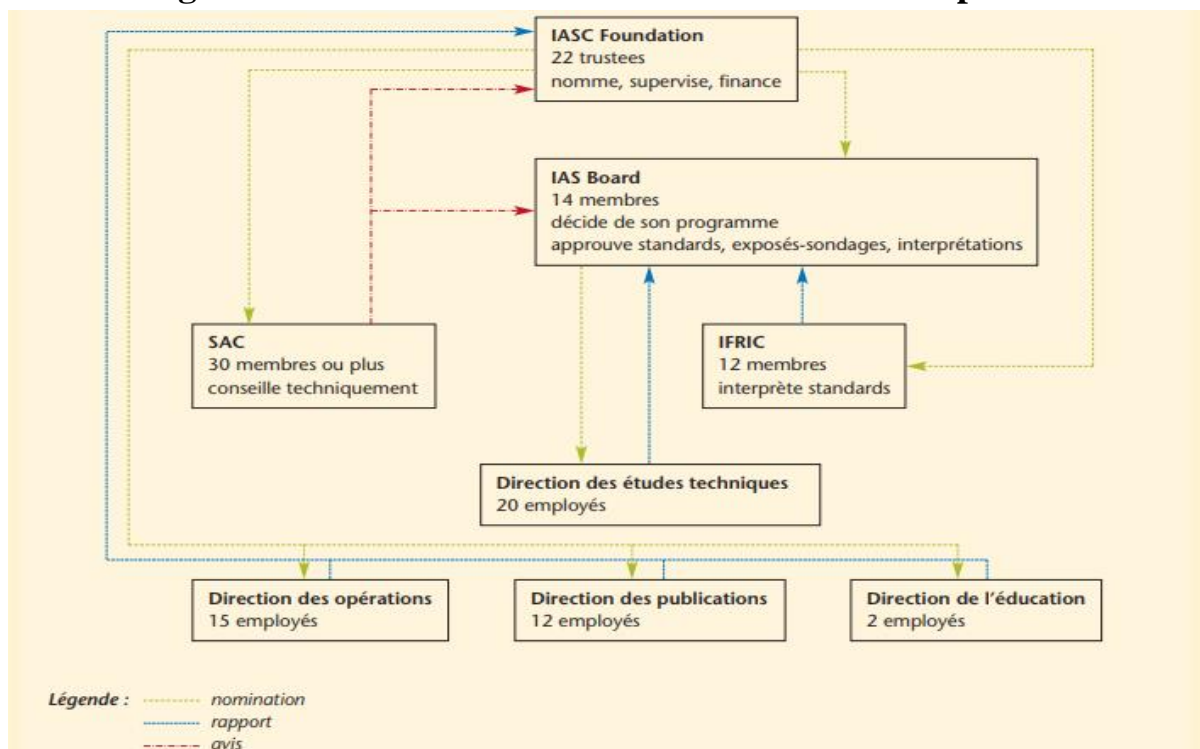 IASC Foundation
22 trustees
nomme, supervise, finance
IAS Board
14 membres
décide de son programme
approuve standards, exposés-sondages, interprétations
SAC
30 membres ou plus
conseille techniquement
IFRIC
12 membres
interprète standards
Direction des études techniques
20 employés
Direction des opérations
15 employés
Direction des publications
12 employés
Direction de l'éducation
2 employés
Légende :
nomination
rapport
avis